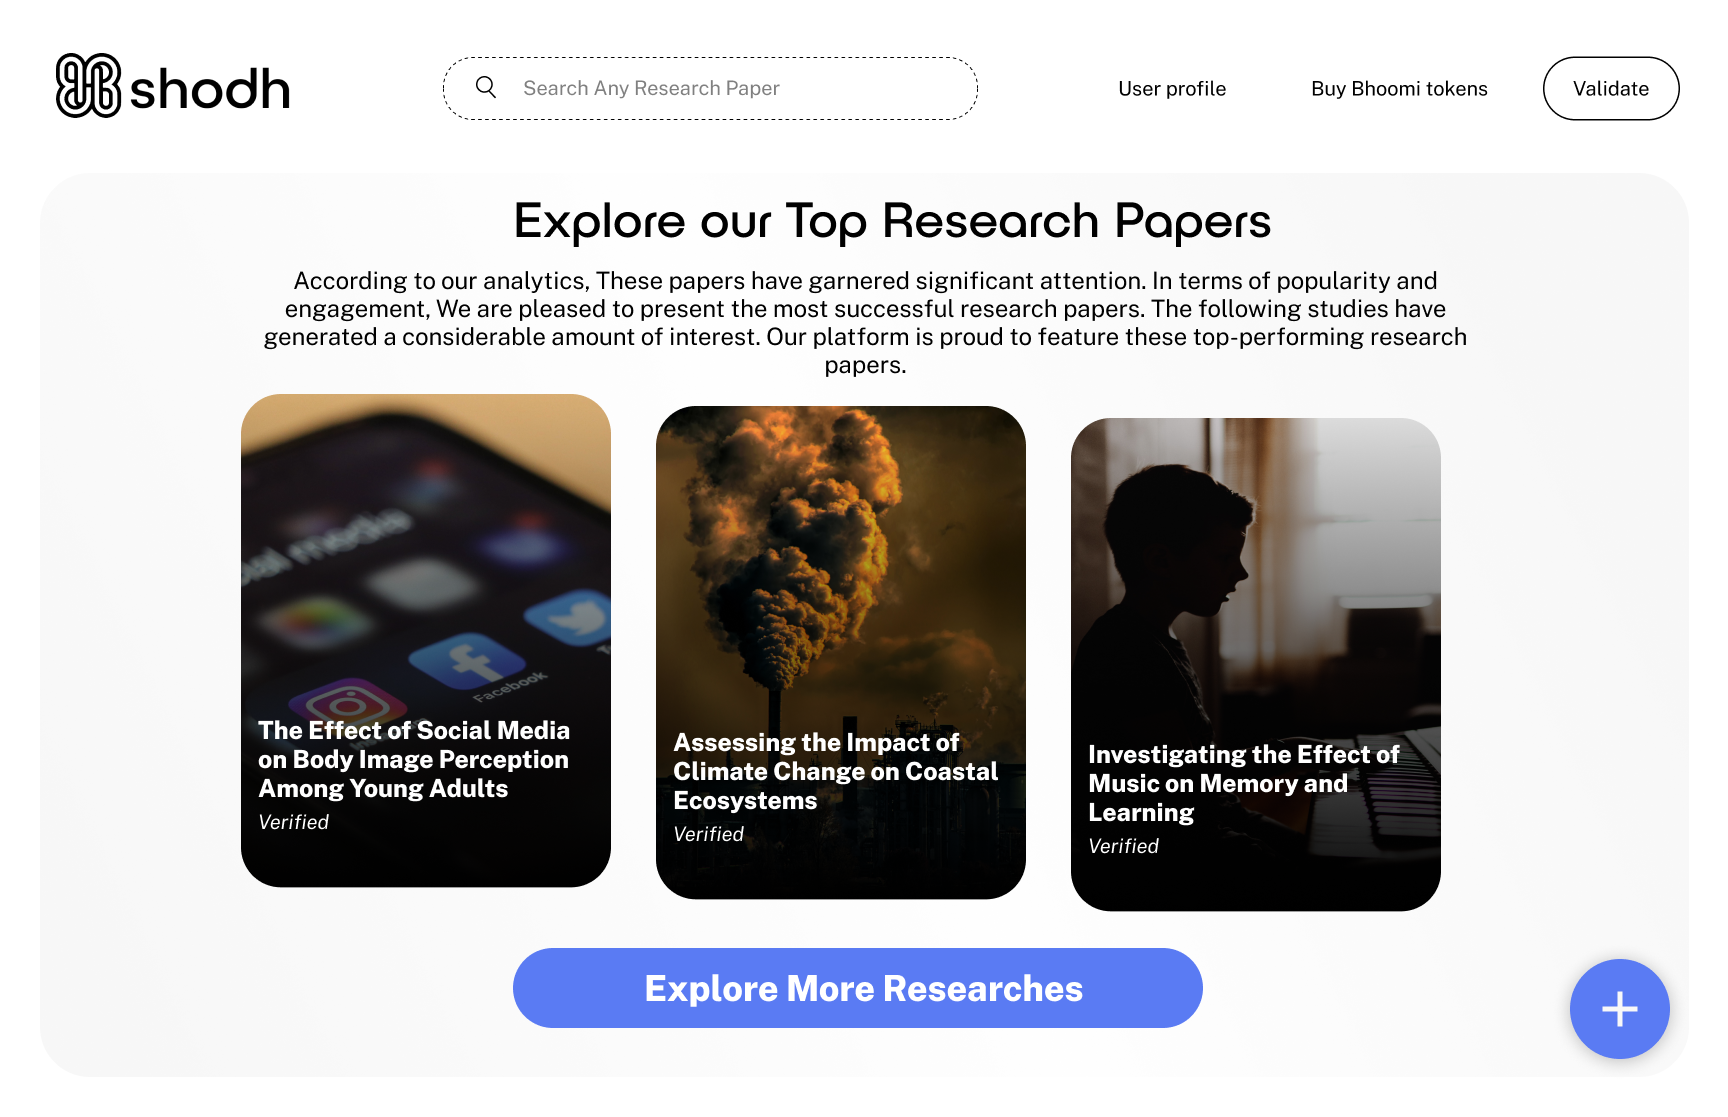 shodh
Search Any Research Paper
User profile
Buy Bhoomi tokens
Validate
Explore our Top Research Papers
According to our analytics, These papers have garnered significant attention. In terms of popularity and
engagement, We are pleased to present the most successful research papers. The following studies have
generated a considerable amount of interest. Our platform is proud to feature these top-performing research
papers.
media
Facebook
The Effect of Social Media
on Body Image Perception
Among Young Adults
Verified
Assessing the Impact of
Climate Change on Coastal
Ecosystems
Verified
Investigating the Effect of
Music on Memory and
Learning
Verified
Explore More Researches